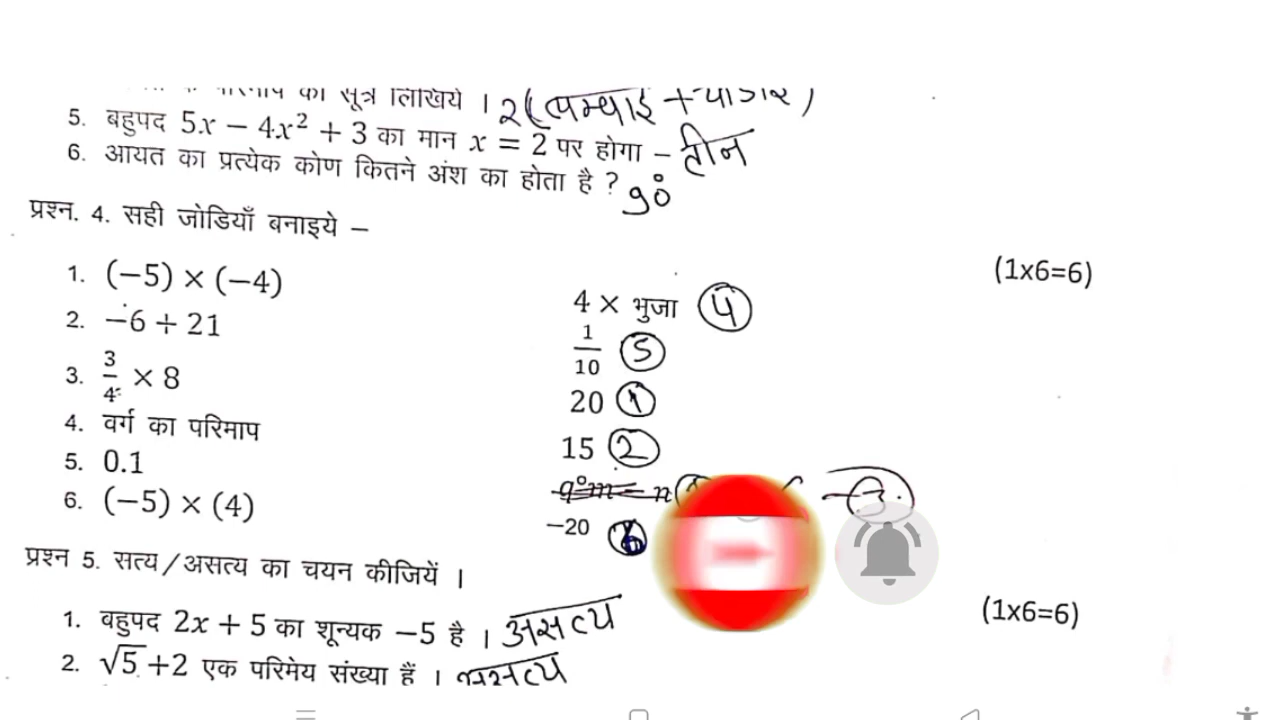 का सूत्र लिखिये । 2(लम्बाई + चौड़ाई)
5. बहुपद 5x − 4x² + 3 का मान x = 2 पर होगा – तीन
6. आयत का प्रत्येक कोण कितने अंश का होता है ? 90°
प्रश्न. 4. सही जोडियाँ बनाइये –
(1x6=6)
1. (−5) × (−4)
4 × भुजा 4
2. −6 + 21
1/10 5
3. 3/4 × 8
20 1
4. वर्ग का परिमाप
15 2
5. 0.1
6. (−5) × (4)
−20 6
प्रश्न 5. सत्य/असत्य का चयन कीजियें ।
(1x6=6)
1. बहुपद 2x + 5 का शून्यक −5 है । असत्य
2. √5 +2 एक परिमेय संख्या हैं । असत्य